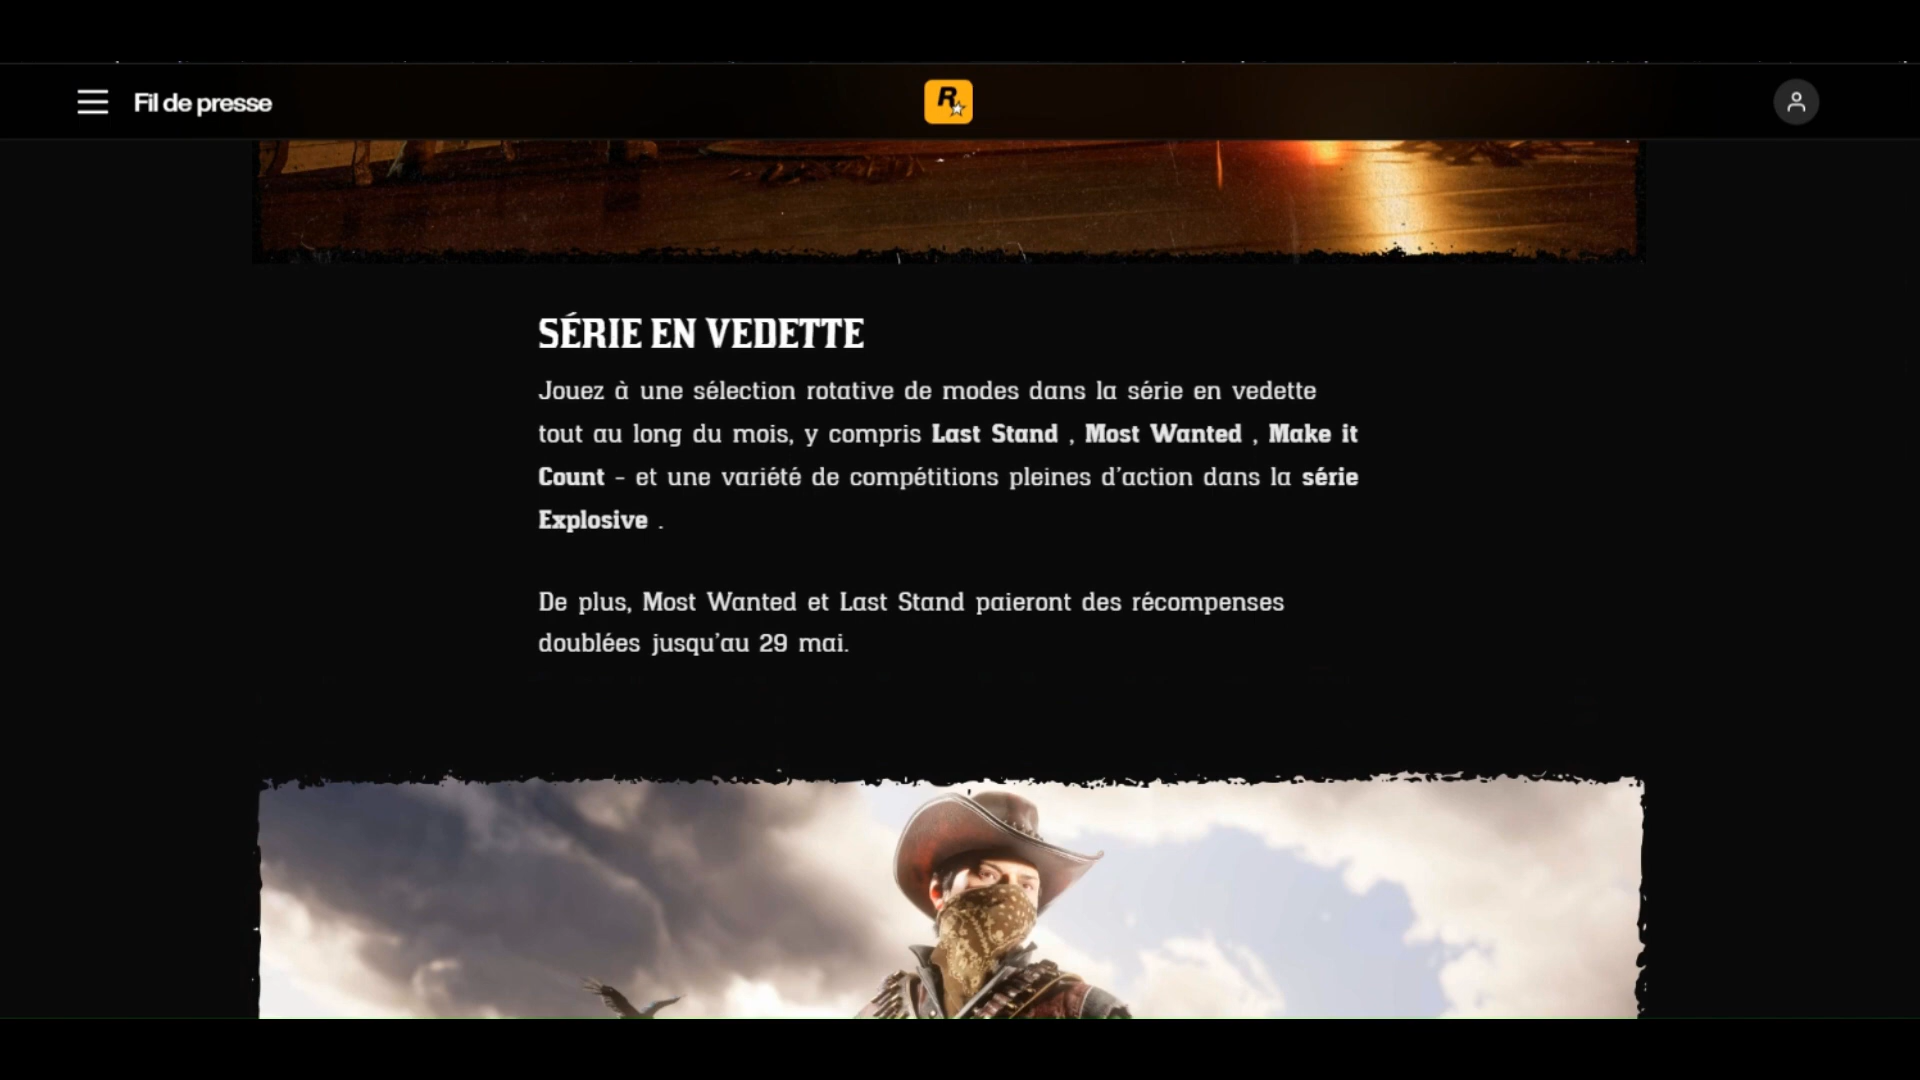 Fil de presse
R
SÉRIE EN VEDETTE
Jouez à une sélection rotative de modes dans la série en vedette
tout au long du mois, y compris Last Stand , Most Wanted , Make it
Count - et une variété de compétitions pleines d'action dans la série
Explosive .
De plus, Most Wanted et Last Stand paieront des récompenses
doublées jusqu'au 29 mai.